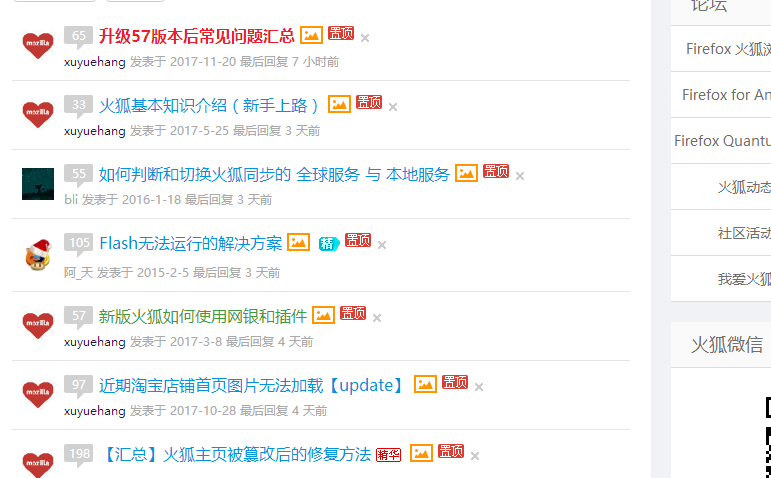 65 升级57版本后常见问题汇总 置顶 ×
mozilla
xuyuehang 发表于 2017-11-20 最后回复 7 小时前
33 火狐基本知识介绍（新手上路） 置顶 ×
mozilla
xuyuehang 发表于 2017-5-25 最后回复 3 天前
55 如何判断和切换火狐同步的 全球服务 与 本地服务 置顶 ×
bli 发表于 2016-1-18 最后回复 3 天前
105 Flash无法运行的解决方案 精 置顶 ×
阿_天 发表于 2015-2-5 最后回复 3 天前
57 新版火狐如何使用网银和插件 置顶 ×
mozilla
xuyuehang 发表于 2017-3-8 最后回复 4 天前
97 近期淘宝店铺首页图片无法加载【update】 置顶 ×
mozilla
xuyuehang 发表于 2017-10-28 最后回复 4 天前
198 【汇总】火狐主页被篡改后的修复方法 精华 置顶 ×
mozilla
论坛
Firefox 火狐
Firefox for An
Firefox Quantu
火狐动态
社区活动
我爱火狐
火狐微信